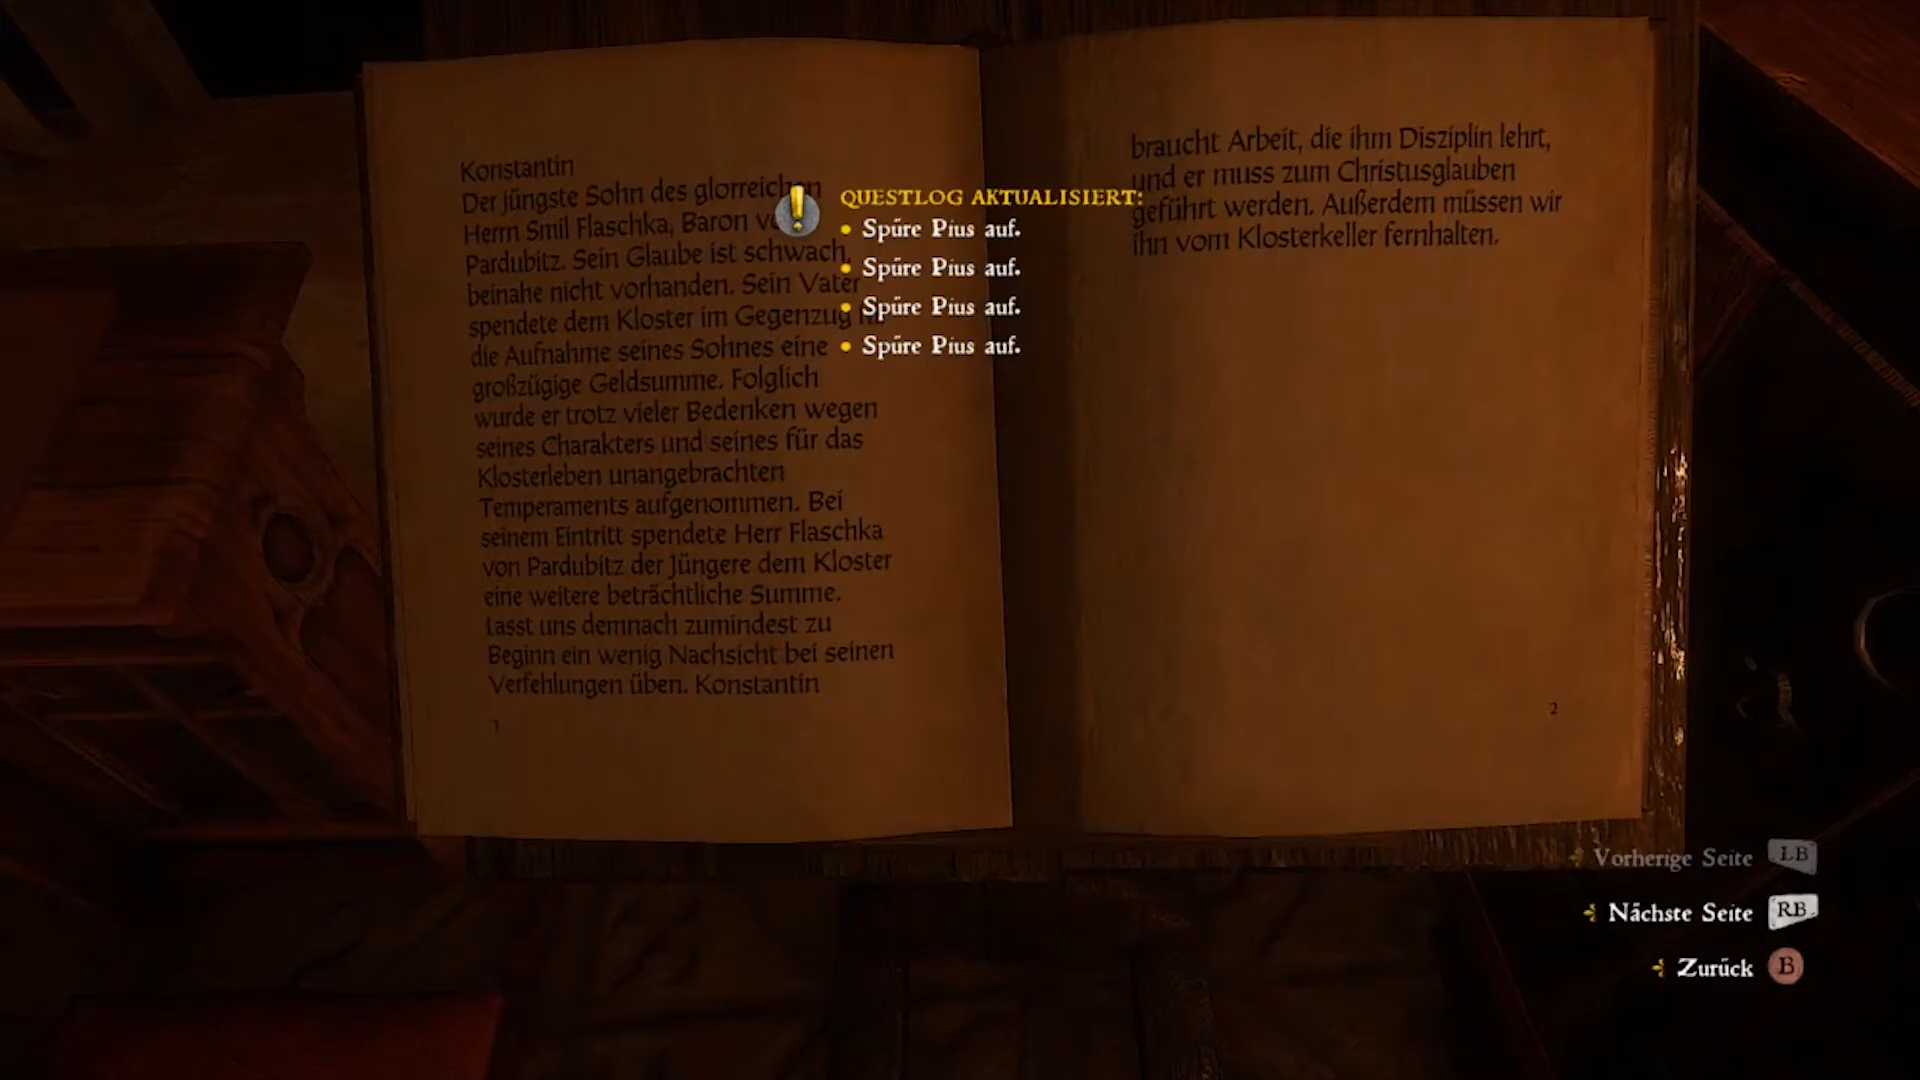 Konstantin
Der jüngste Sohn des glorreichen
Herrn Smil Flaschka, Baron
Pardubitz. Sein Glaube ist schwach,
beinahe nicht vorhanden. Sein Vater
spendete dem Kloster im Gegenzug
die Aufnahme seines Sohnes eine
großzügige Geldsumme. Folglich
wurde er trotz vieler Bedenken wegen
seines Charakters und seines für das
Klosterleben unangebrachten
Temperaments aufgenommen. Bei
seinem Eintritt spendete Herr Flaschka
von Pardubitz der Jüngere dem Kloster
eine weitere beträchtliche Summe.
Lasst uns demnach zumindest zu
Beginn ein wenig Nachsicht bei seinen
Verfehlungen üben. Konstantin
1
braucht Arbeit, die ihm Disziplin lehrt,
und er muss zum Christusglauben
geführt werden. Außerdem müssen wir
ihn vom Klosterkeller fernhalten.
2
QUESTLOG AKTUALISIERT:
• Spüre Pius auf.
• Spüre Pius auf.
• Spüre Pius auf.
• Spüre Pius auf.
Vorherige Seite LB
Nächste Seite RB
Zurück B